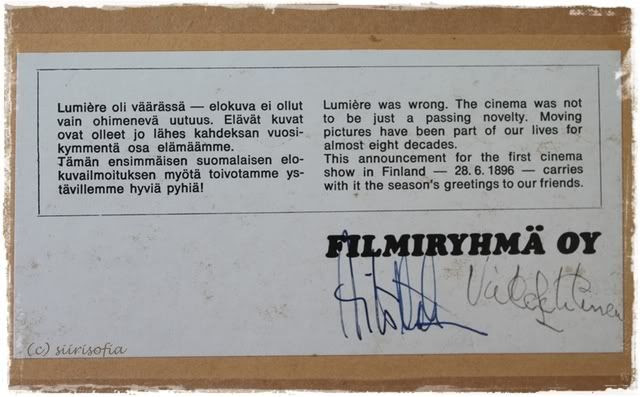 Lumière oli väärässä — elokuva ei ollut
vain ohimenevä uutuus. Elävät kuvat
ovat olleet jo lähes kahdeksan vuosi-
kymmentä osa elämäämme.
Tämän ensimmäisen suomalaisen elo-
kuvailmoituksen myötä toivotamme ys-
tävillemme hyviä pyhiä!
Lumière was wrong. The cinema was not
to be just a passing novelty. Moving
pictures have been part of our lives for
almost eight decades.
This announcement for the first cinema
show in Finland — 28.6.1896 — carries
with it the season's greetings to our friends.
FILMIRYHMÄ OY
(c) siirisofia